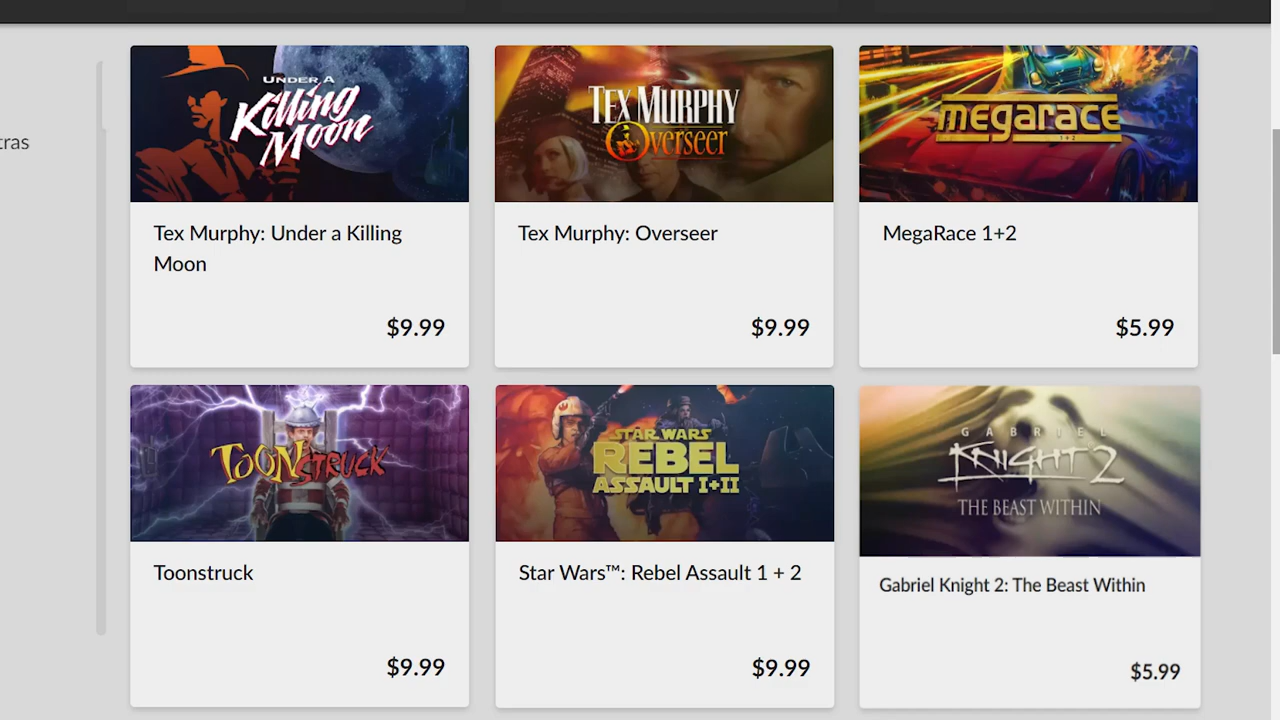 UNDER A
Killing
Moon
TEX MURPHY
Overseer
megarace
1+2
tras
Tex Murphy: Under a Killing
Moon
Tex Murphy: Overseer
MegaRace 1+2
$9.99
$9.99
$5.99
TOONSTRUCK
STAR WARS
REBEL
ASSAULT I+II
GABRIEL
KNIGHT 2
THE BEAST WITHIN
Toonstruck
Star Wars™: Rebel Assault 1 + 2
Gabriel Knight 2: The Beast Within
$9.99
$9.99
$5.99